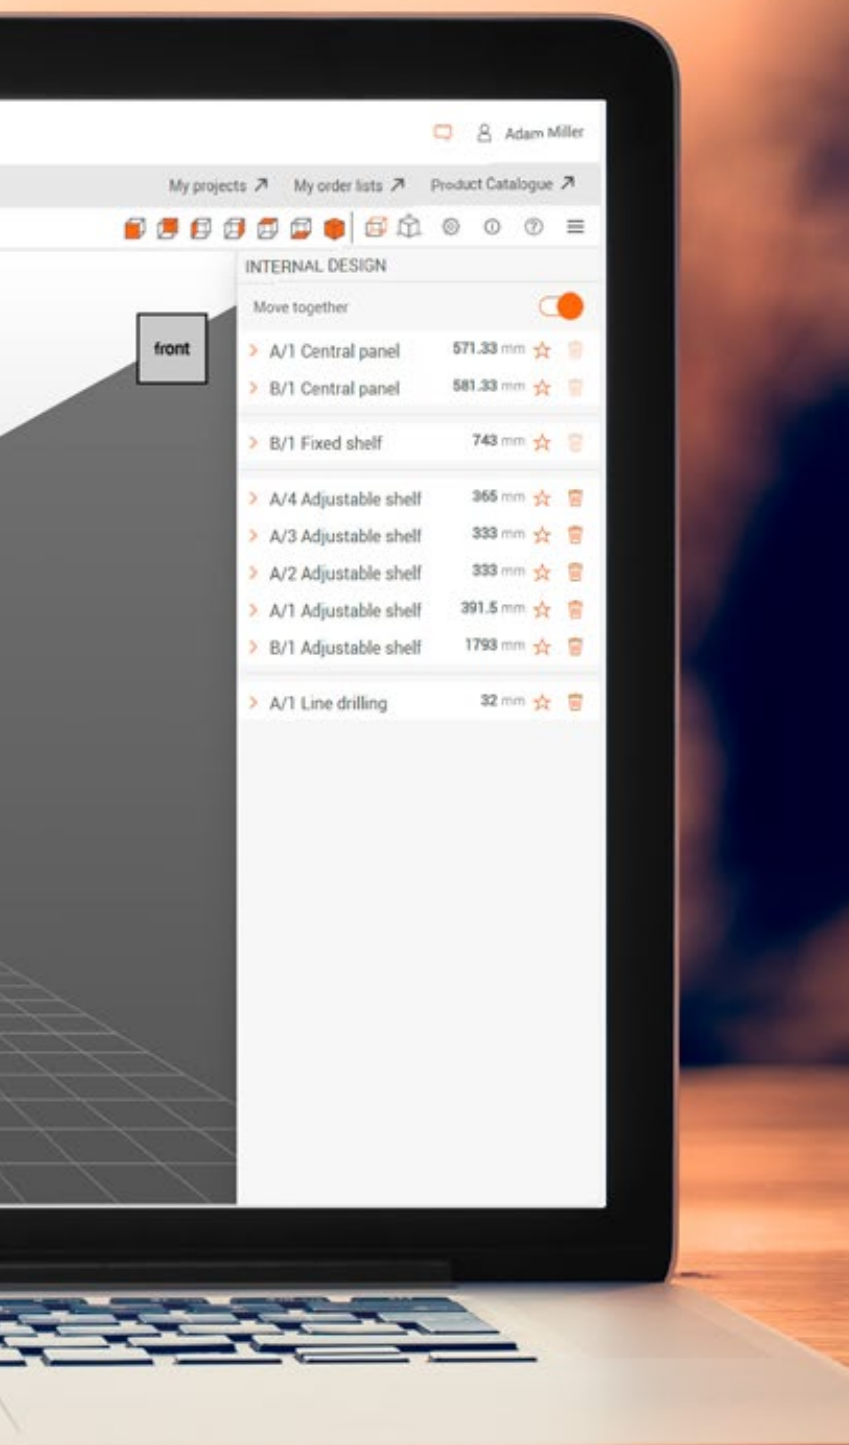 Adam Miller
My projects My order lists Product Catalogue
INTERNAL DESIGN
Move together
front
A/1 Central panel 571.33 mm
B/1 Central panel 581.33 mm
B/1 Fixed shelf 743 mm
A/4 Adjustable shelf 365 mm
A/3 Adjustable shelf 333 mm
A/2 Adjustable shelf 333 mm
A/1 Adjustable shelf 391.5 mm
B/1 Adjustable shelf 1793 mm
A/1 Line drilling 32 mm